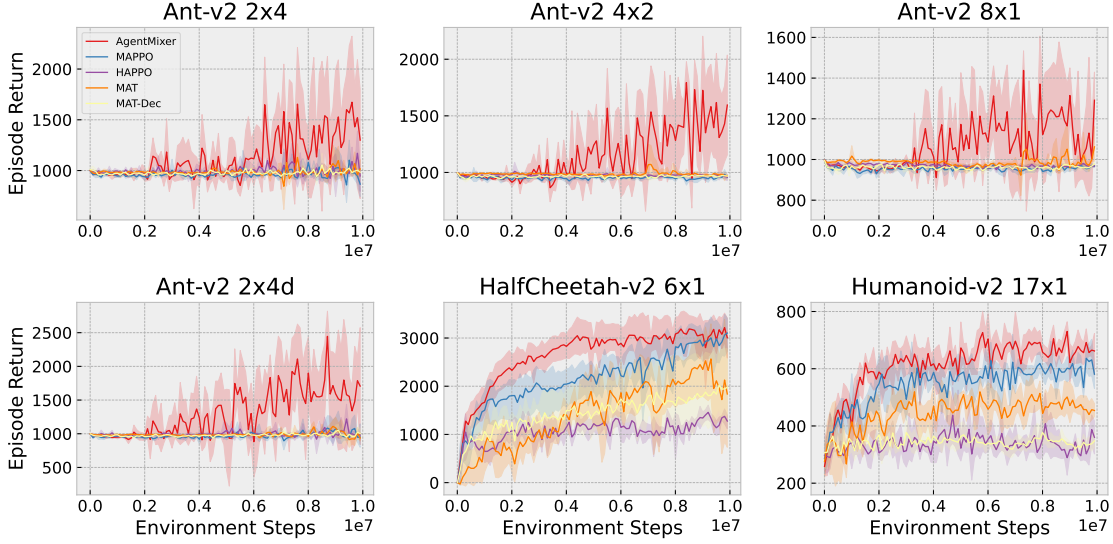 Ant-v2 2x4
Episode Return
2000
1500
1000
AgentMixer
MAPPO
HAPPO
MAT
MAT-Dec
0.0 0.2 0.4 0.6 0.8 1.0
1e7
Ant-v2 4x2
2000
1500
1000
0.0 0.2 0.4 0.6 0.8 1.0
1e7
Ant-v2 8x1
1600
1400
1200
1000
800
0.0 0.2 0.4 0.6 0.8 1.0
1e7
Ant-v2 2x4d
Episode Return
2500
2000
1500
1000
500
0.0 0.2 0.4 0.6 0.8 1.0
Environment Steps 1e7
HalfCheetah-v2 6x1
3000
2000
1000
0
0.0 0.2 0.4 0.6 0.8 1.0
Environment Steps 1e7
Humanoid-v2 17x1
800
600
400
200
0.0 0.2 0.4 0.6 0.8 1.0
Environment Steps 1e7